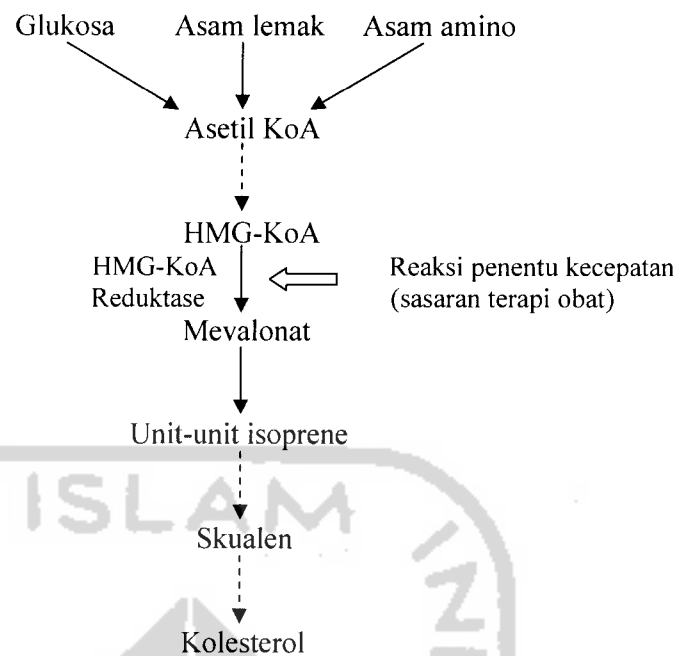 Glukosa Asam lemak Asam amino
Asetil KoA
HMG-KoA
HMG-KoA
Reduktase
Reaksi penentu kecepatan
(sasaran terapi obat)
Mevalonat
Unit-unit isoprene
ISLAM
Skualen
Kolesterol